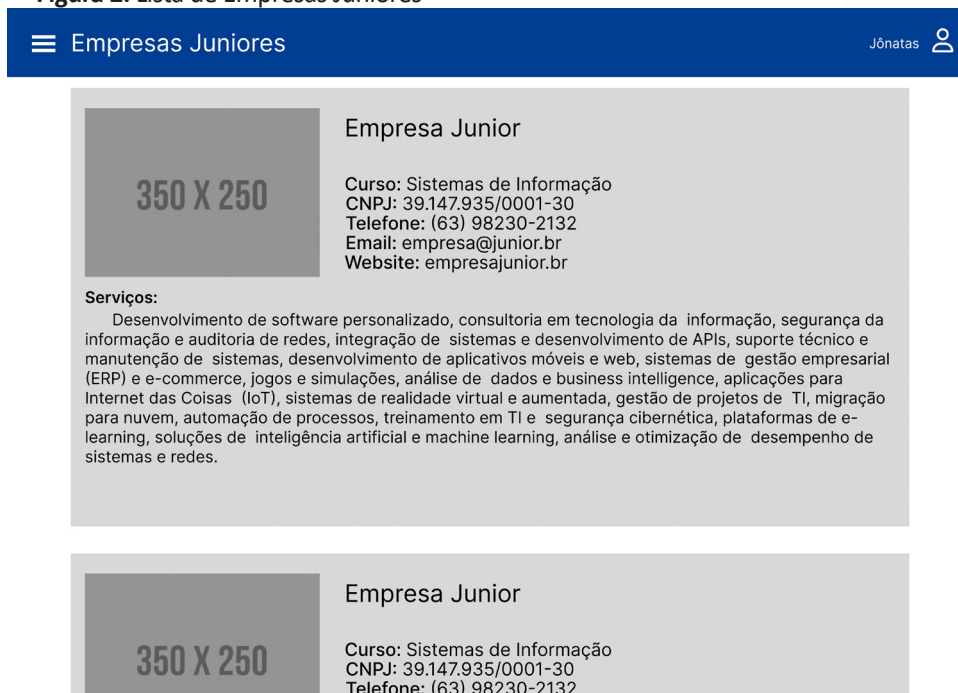 Figura 2. Lista de Empresas Juniores
Empresas Juniores
Jônatas
350 X 250
Empresa Junior
Curso: Sistemas de Informação
CNPJ: 39.147.935/0001-30
Telefone: (63) 98230-2132
Email: empresa@junior.br
Website: empresajunior.br
Serviços:
Desenvolvimento de software personalizado, consultoria em tecnologia da informação, segurança da
informação e auditoria de redes, integração de sistemas e desenvolvimento de APIs, suporte técnico e
manutenção de sistemas, desenvolvimento de aplicativos móveis e web, sistemas de gestão empresarial
(ERP) e e-commerce, jogos e simulações, análise de dados e business intelligence, aplicações para
Internet das Coisas (IoT), sistemas de realidade virtual e aumentada, gestão de projetos de TI, migração
para nuvem, automação de processos, treinamento em TI e segurança cibernética, plataformas de e-
learning, soluções de inteligência artificial e machine learning, análise e otimização de desempenho de
sistemas e redes.
350 X 250
Empresa Junior
Curso: Sistemas de Informação
CNPJ: 39.147.935/0001-30
Telefone: (63) 98230-2132